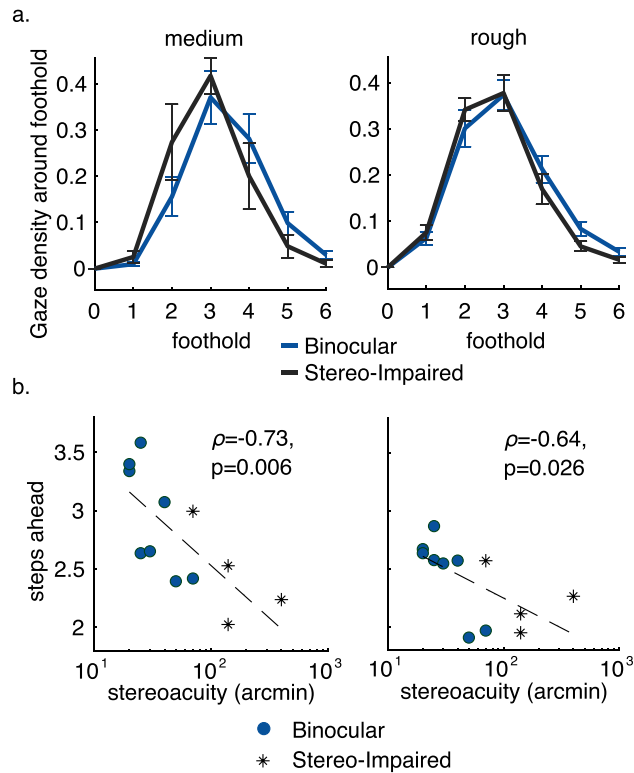 a.
medium
rough
Gaze density around foothold
0.4
0.3
0.2
0.1
0
0 1 2 3 4 5 6
foothold
0.4
0.3
0.2
0.1
0
0 1 2 3 4 5 6
foothold
Binocular
Stereo-Impaired
b.
steps ahead
3.5
3
2.5
2
ρ=-0.73,
p=0.006
10¹ 10² 10³
stereoacuity (arcmin)
ρ=-0.64,
p=0.026
10¹ 10² 10³
stereoacuity (arcmin)
Binocular
Stereo-Impaired